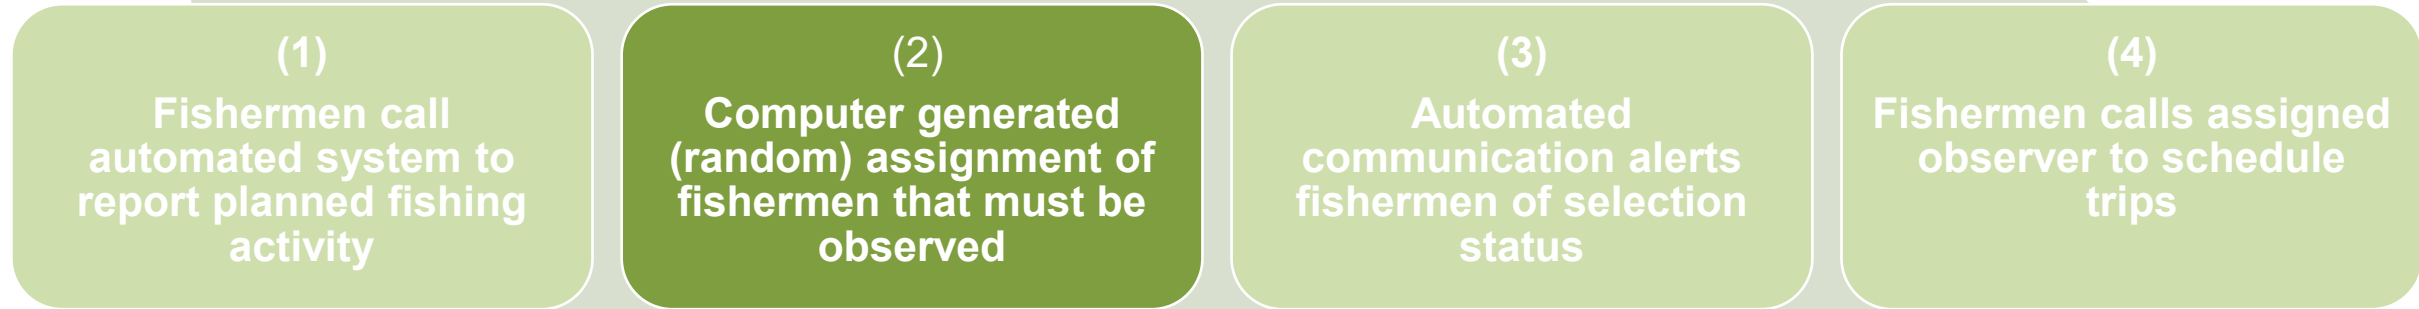 (1)
Fishermen call
automated system to
report planned fishing
activity
(2)
Computer generated
(random) assignment of
fishermen that must be
observed
(3)
Automated
communication alerts
fishermen of selection
status
(4)
Fishermen calls assigned
observer to schedule
trips